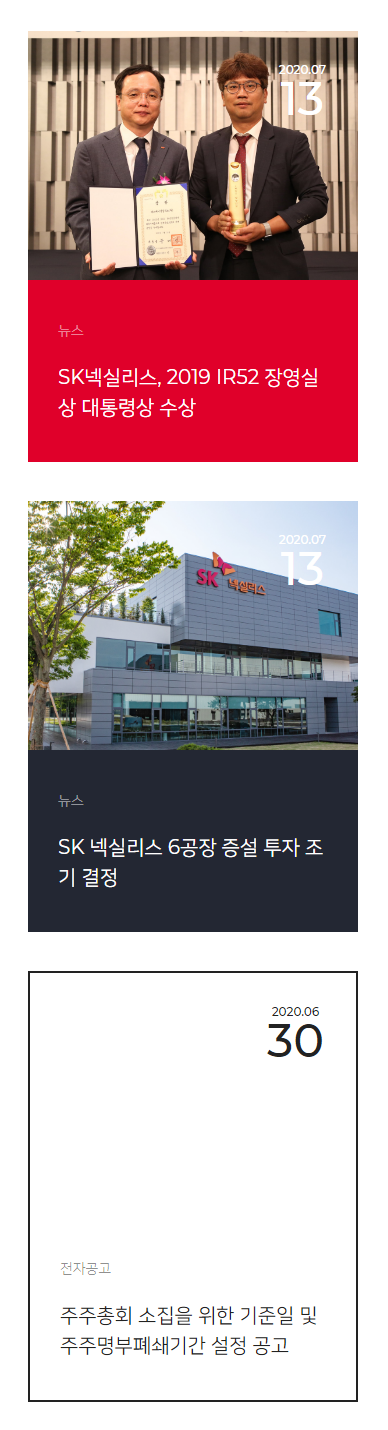 2020.07
13
뉴스
SK넥실리스, 2019 IR52 장영실
상 대통령상 수상
2020.07
13
SK 넥실리스
뉴스
SK 넥실리스 6공장 증설 투자 조
기 결정
2020.06
30
전자공고
주주총회 소집을 위한 기준일 및
주주명부폐쇄기간 설정 공고